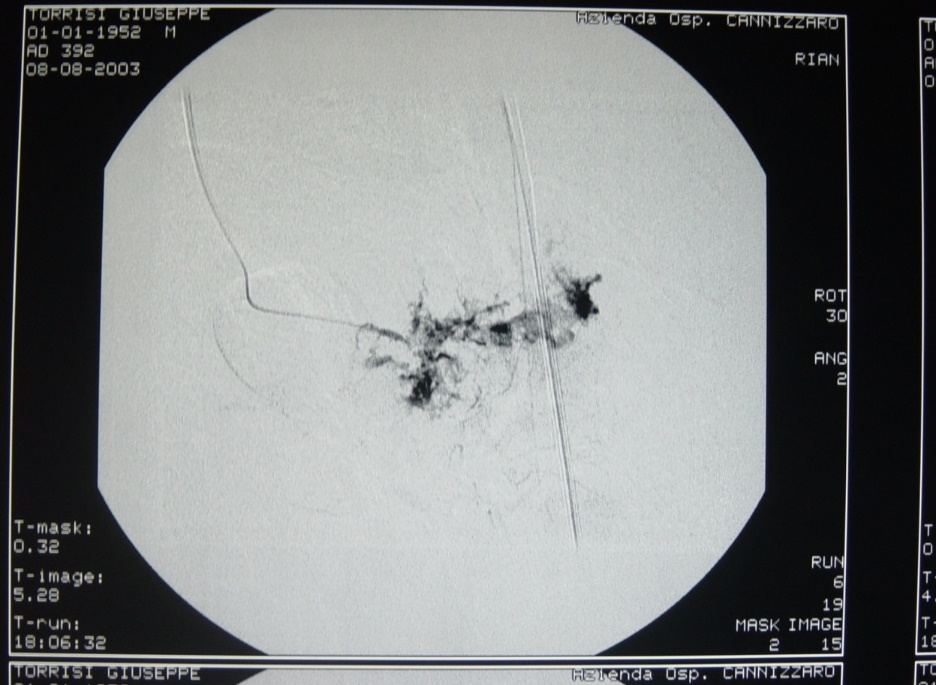 TORRISI GIUSEPPE
01-01-1952 M
AD 392
08-08-2003
Azienda Osp. CANNIZZARO
RIAN
ROT
30
ANG
2
T-mask:
0.32
T-image:
5.28
T-run:
18:06:32
RUN
6
19
MASK IMAGE
2 15
TORRISI GIUSEPPE
Azienda Osp. CANNIZZARO